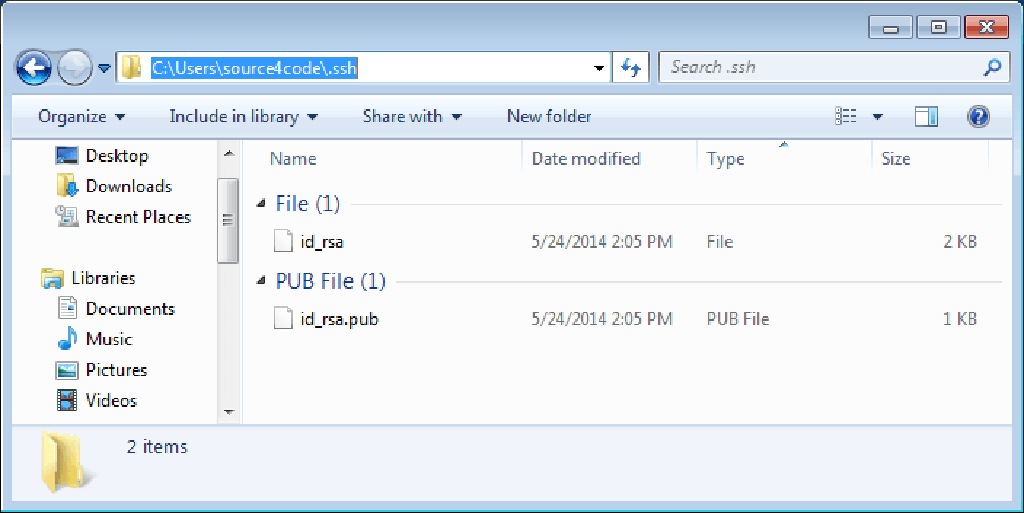 C:\Users\source4code\.ssh
Search .ssh
Organize Include in library Share with New folder
Desktop
Downloads
Recent Places
Libraries
Documents
Music
Pictures
Videos
Name Date modified Type Size
File (1)
id_rsa 5/24/2014 2:05 PM File 2 KB
PUB File (1)
id_rsa.pub 5/24/2014 2:05 PM PUB File 1 KB
2 items